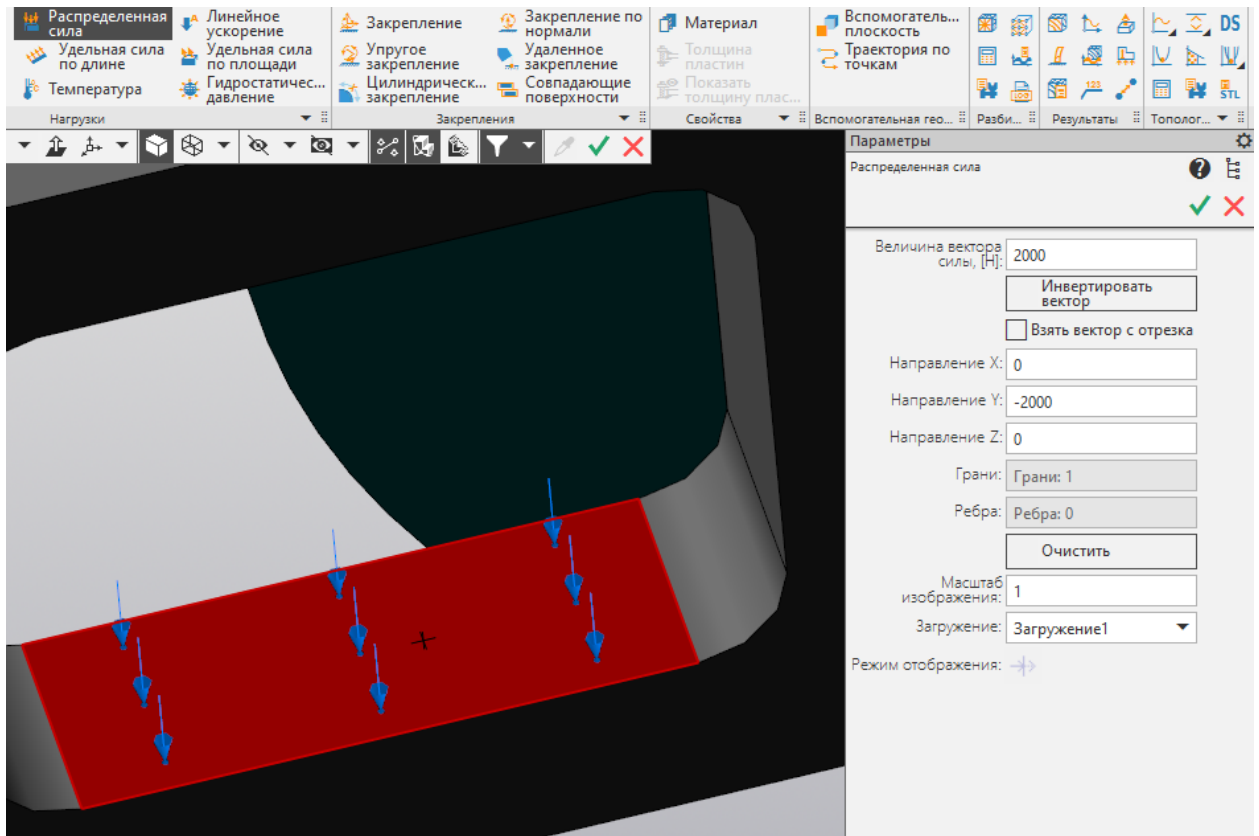 Распределенная
сила
Линейное
ускорение
Закрепление
Закрепление по
нормали
Материал
Вспомогатель...
плоскость
DS
Удельная сила
по длине
Удельная сила
по площади
Упругое
закрепление
Удаленное
закрепление
Толщина
пластин
Траектория по
точкам
Температура
Гидростатичес...
давление
Цилиндрическ...
закрепление
Совпадающие
поверхности
Показать
толщину плас...
123
STL
Нагрузки
Закрепления
Свойства
Вспомогательная гео...
Разби...
Результаты
Тополог...
Параметры
Распределенная сила
Величина вектора
силы, [Н]:
2000
Инвертировать
вектор
Взять вектор с отрезка
Направление X: 0
Направление Y: -2000
Направление Z: 0
Грани: Грани: 1
Ребра: Ребра: 0
Очистить
Масштаб
изображения:
1
Загружение: Загружение1
Режим отображения: